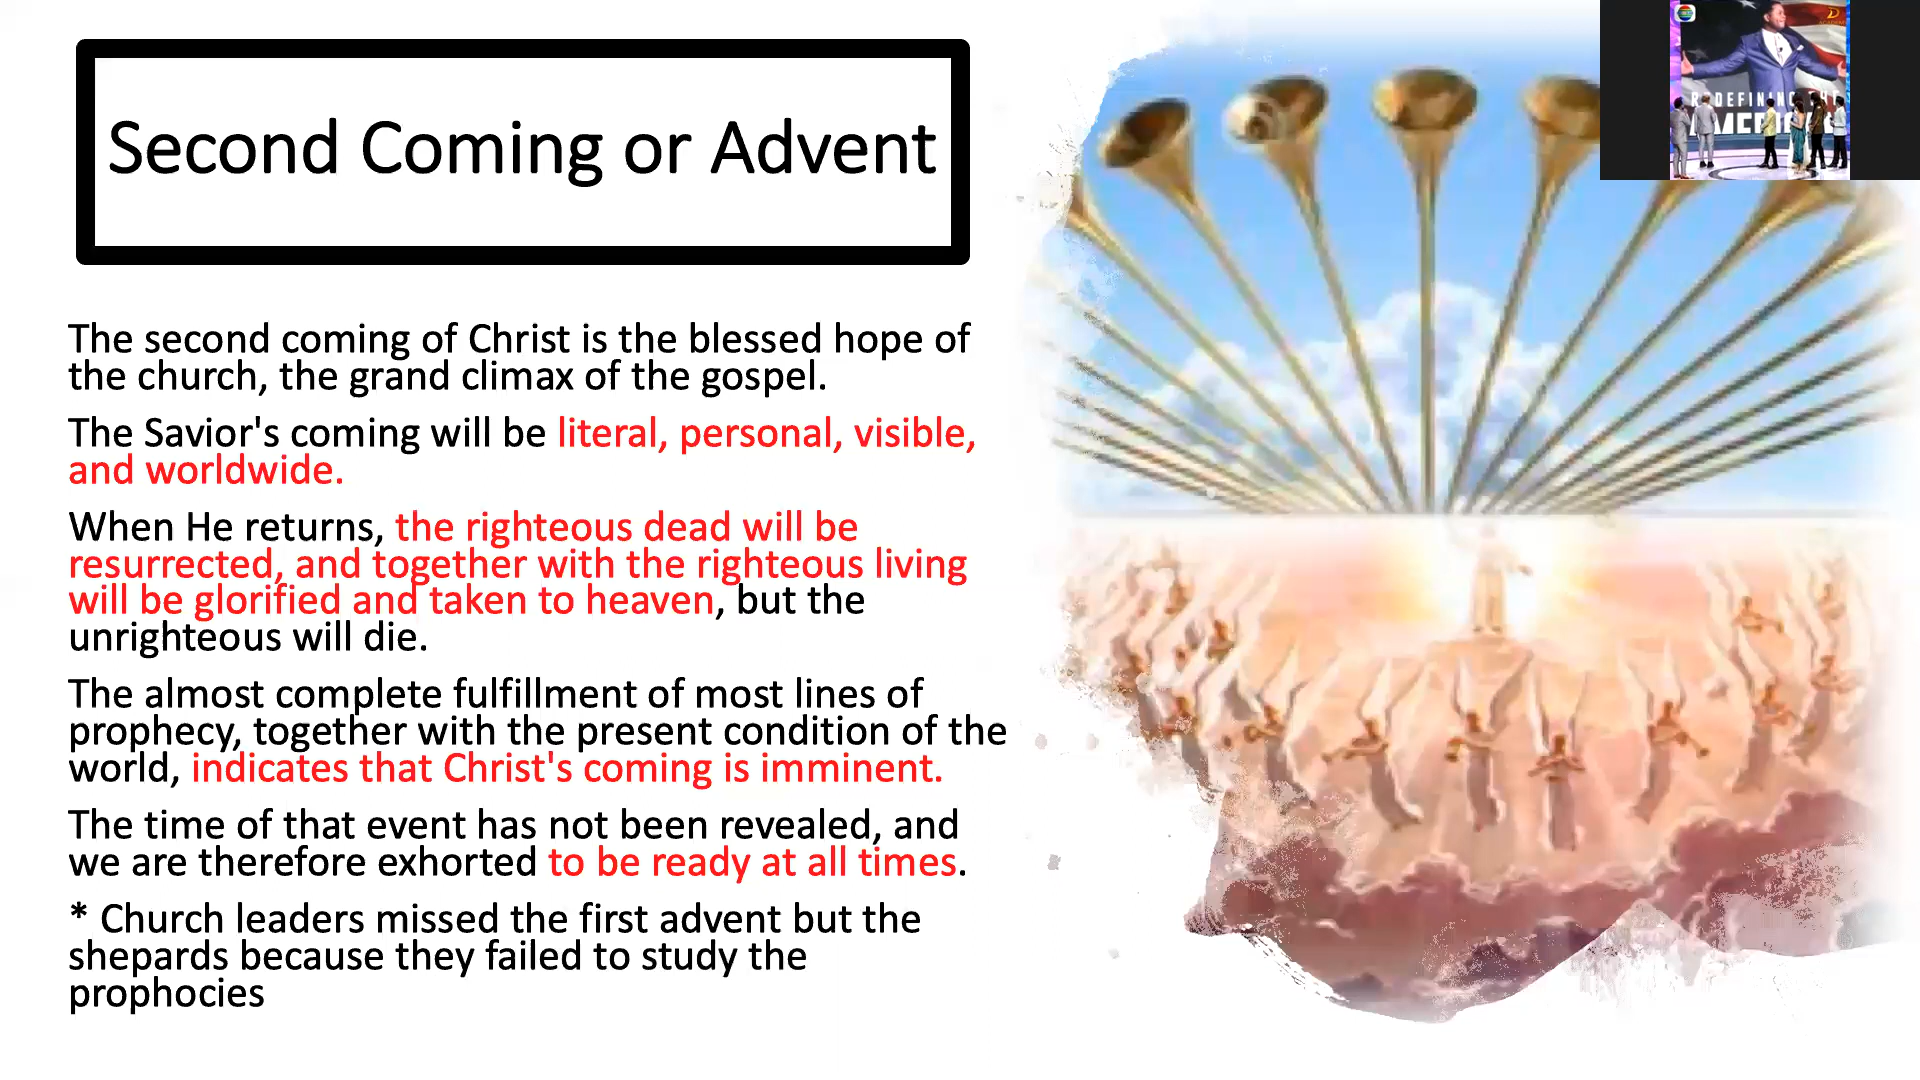 Second Coming or Advent
The second coming of Christ is the blessed hope of
the church, the grand climax of the gospel.
The Savior's coming will be literal, personal, visible,
and worldwide.
When He returns, the righteous dead will be
resurrected, and together with the righteous living
will be glorified and taken to heaven, but the
unrighteous will die.
The almost complete fulfillment of most lines of
prophecy, together with the present condition of the
world, indicates that Christ's coming is imminent.
The time of that event has not been revealed, and
we are therefore exhorted to be ready at all times.
* Church leaders missed the first advent but the
shepards because they failed to study the
prophocies
REDEFINING THE